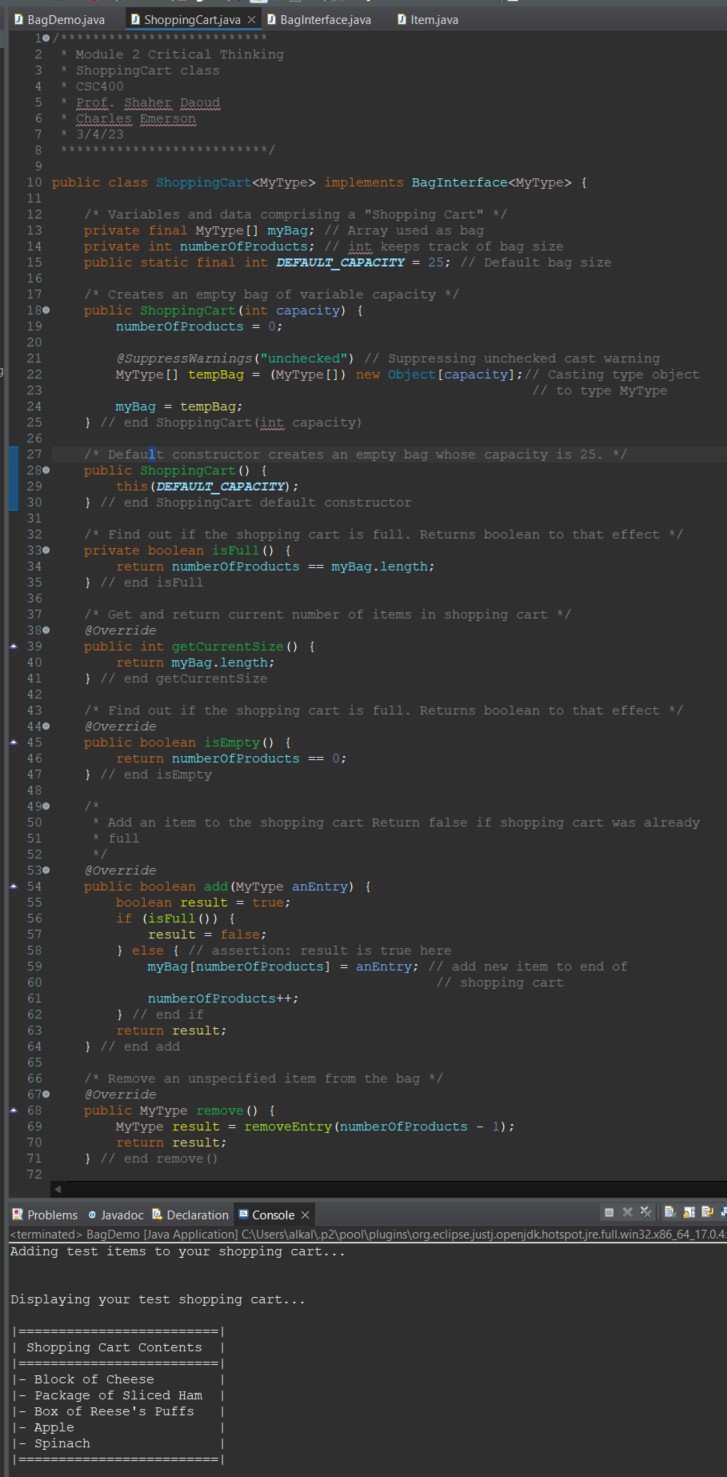 BagDemo.java ShoppingCart.java BagInterface.java Item.java
1 /**************************
2 * Module 2 Critical Thinking
3 * ShoppingCart class
4 * CSC400
5 * Prof. Shaher Daoud
6 * Charles Emerson
7 * 3/4/23
8 **************************/
9
10 public class ShoppingCart<MyType> implements BagInterface<MyType> {
11
12 /* Variables and data comprising a "Shopping Cart" */
13 private final MyType[] myBag; // Array used as bag
14 private int numberOfProducts; // int keeps track of bag size
15 public static final int DEFAULT_CAPACITY = 25; // Default bag size
16
17 /* Creates an empty bag of variable capacity */
18 public ShoppingCart(int capacity) {
19 numberOfProducts = 0;
20
21 @SuppressWarnings("unchecked") // Suppressing unchecked cast warning
22 MyType[] tempBag = (MyType[]) new Object[capacity];// Casting type object
23 // to type MyType
24 myBag = tempBag;
25 } // end ShoppingCart(int capacity)
26
27 /* Default constructor creates an empty bag whose capacity is 25. */
28 public ShoppingCart() {
29 this(DEFAULT_CAPACITY);
30 } // end ShoppingCart default constructor
31
32 /* Find out if the shopping cart is full. Returns boolean to that effect */
33 private boolean isFull() {
34 return numberOfProducts == myBag.length;
35 } // end isFull
36
37 /* Get and return current number of items in shopping cart */
38 @Override
39 public int getCurrentSize() {
40 return myBag.length;
41 } // end getCurrentSize
42
43 /* Find out if the shopping cart is full. Returns boolean to that effect */
44 @Override
45 public boolean isEmpty() {
46 return numberOfProducts == 0;
47 } // end isEmpty
48
49 /*
50 * Add an item to the shopping cart Return false if shopping cart was already
51 * full
52 */
53 @Override
54 public boolean add(MyType anEntry) {
55 boolean result = true;
56 if (isFull()) {
57 result = false;
58 } else { // assertion: result is true here
59 myBag[numberOfProducts] = anEntry; // add new item to end of
60 // shopping cart
61 numberOfProducts++;
62 } // end if
63 return result;
64 } // end add
65
66 /* Remove an unspecified item from the bag */
67 @Override
68 public MyType remove() {
69 MyType result = removeEntry(numberOfProducts - 1);
70 return result;
71 } // end remove()
72
Problems Javadoc Declaration Console
<terminated> BagDemo [Java Application] C:\Users\alkal\.p2\pool\plugins\org.eclipse.justj.openjdk.hotspot.jre.full.win32.x86_64_17.0.4.
Adding test items to your shopping cart...
Displaying your test shopping cart...
|=========================|
| Shopping Cart Contents |
|=========================|
|- Block of Cheese |
|- Package of Sliced Ham |
|- Box of Reese's Puffs |
|- Apple |
|- Spinach |
|=========================|